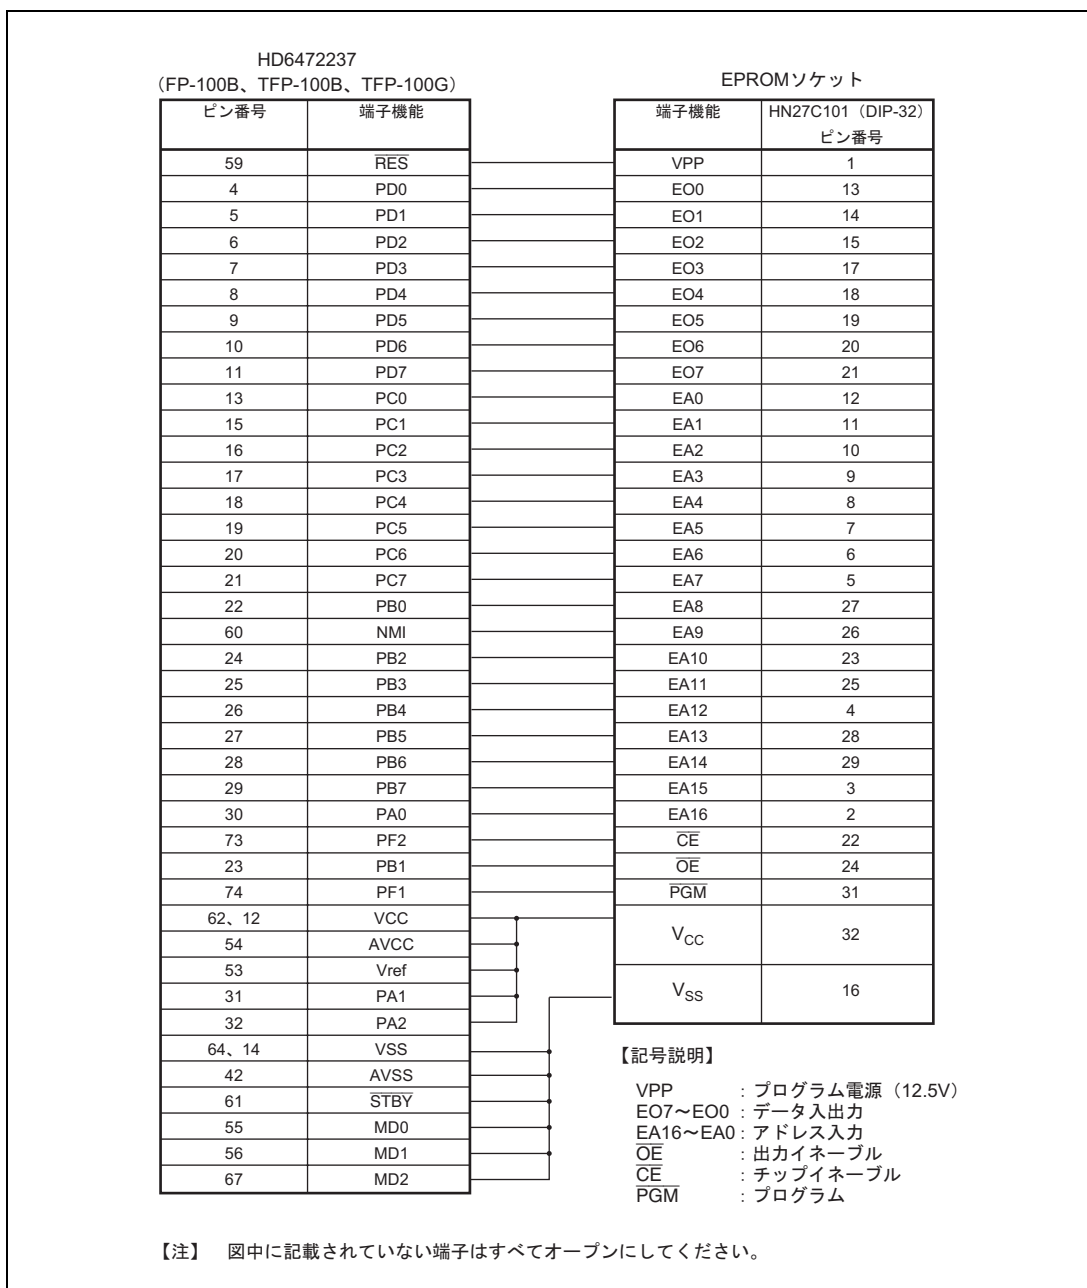 HD6472237
（FP-100B、TFP-100B、TFP-100G）
EPROMソケット
ピン番号 端子機能 端子機能 HN27C101（DIP-32）
ピン番号
59 R̅E̅S̅ VPP 1
4 PD0 EO0 13
5 PD1 EO1 14
6 PD2 EO2 15
7 PD3 EO3 17
8 PD4 EO4 18
9 PD5 EO5 19
10 PD6 EO6 20
11 PD7 EO7 21
13 PC0 EA0 12
15 PC1 EA1 11
16 PC2 EA2 10
17 PC3 EA3 9
18 PC4 EA4 8
19 PC5 EA5 7
20 PC6 EA6 6
21 PC7 EA7 5
22 PB0 EA8 27
60 NMI EA9 26
24 PB2 EA10 23
25 PB3 EA11 25
26 PB4 EA12 4
27 PB5 EA13 28
28 PB6 EA14 29
29 PB7 EA15 3
30 PA0 EA16 2
73 PF2 C̅E̅ 22
23 PB1 O̅E̅ 24
74 PF1 P̅G̅M̅ 31
62、12 VCC
VCC 32
54 AVCC
53 Vref
31 PA1
VSS 16
32 PA2
64、14 VSS
42 AVSS
61 S̅T̅B̅Y̅
55 MD0
56 MD1
67 MD2
【記号説明】
VPP : プログラム電源（12.5V）
EO7～EO0 : データ入出力
EA16～EA0 : アドレス入力
O̅E̅ : 出力イネーブル
C̅E̅ : チップイネーブル
P̅G̅M̅ : プログラム
【注】 図中に記載されていない端子はすべてオープンにしてください。